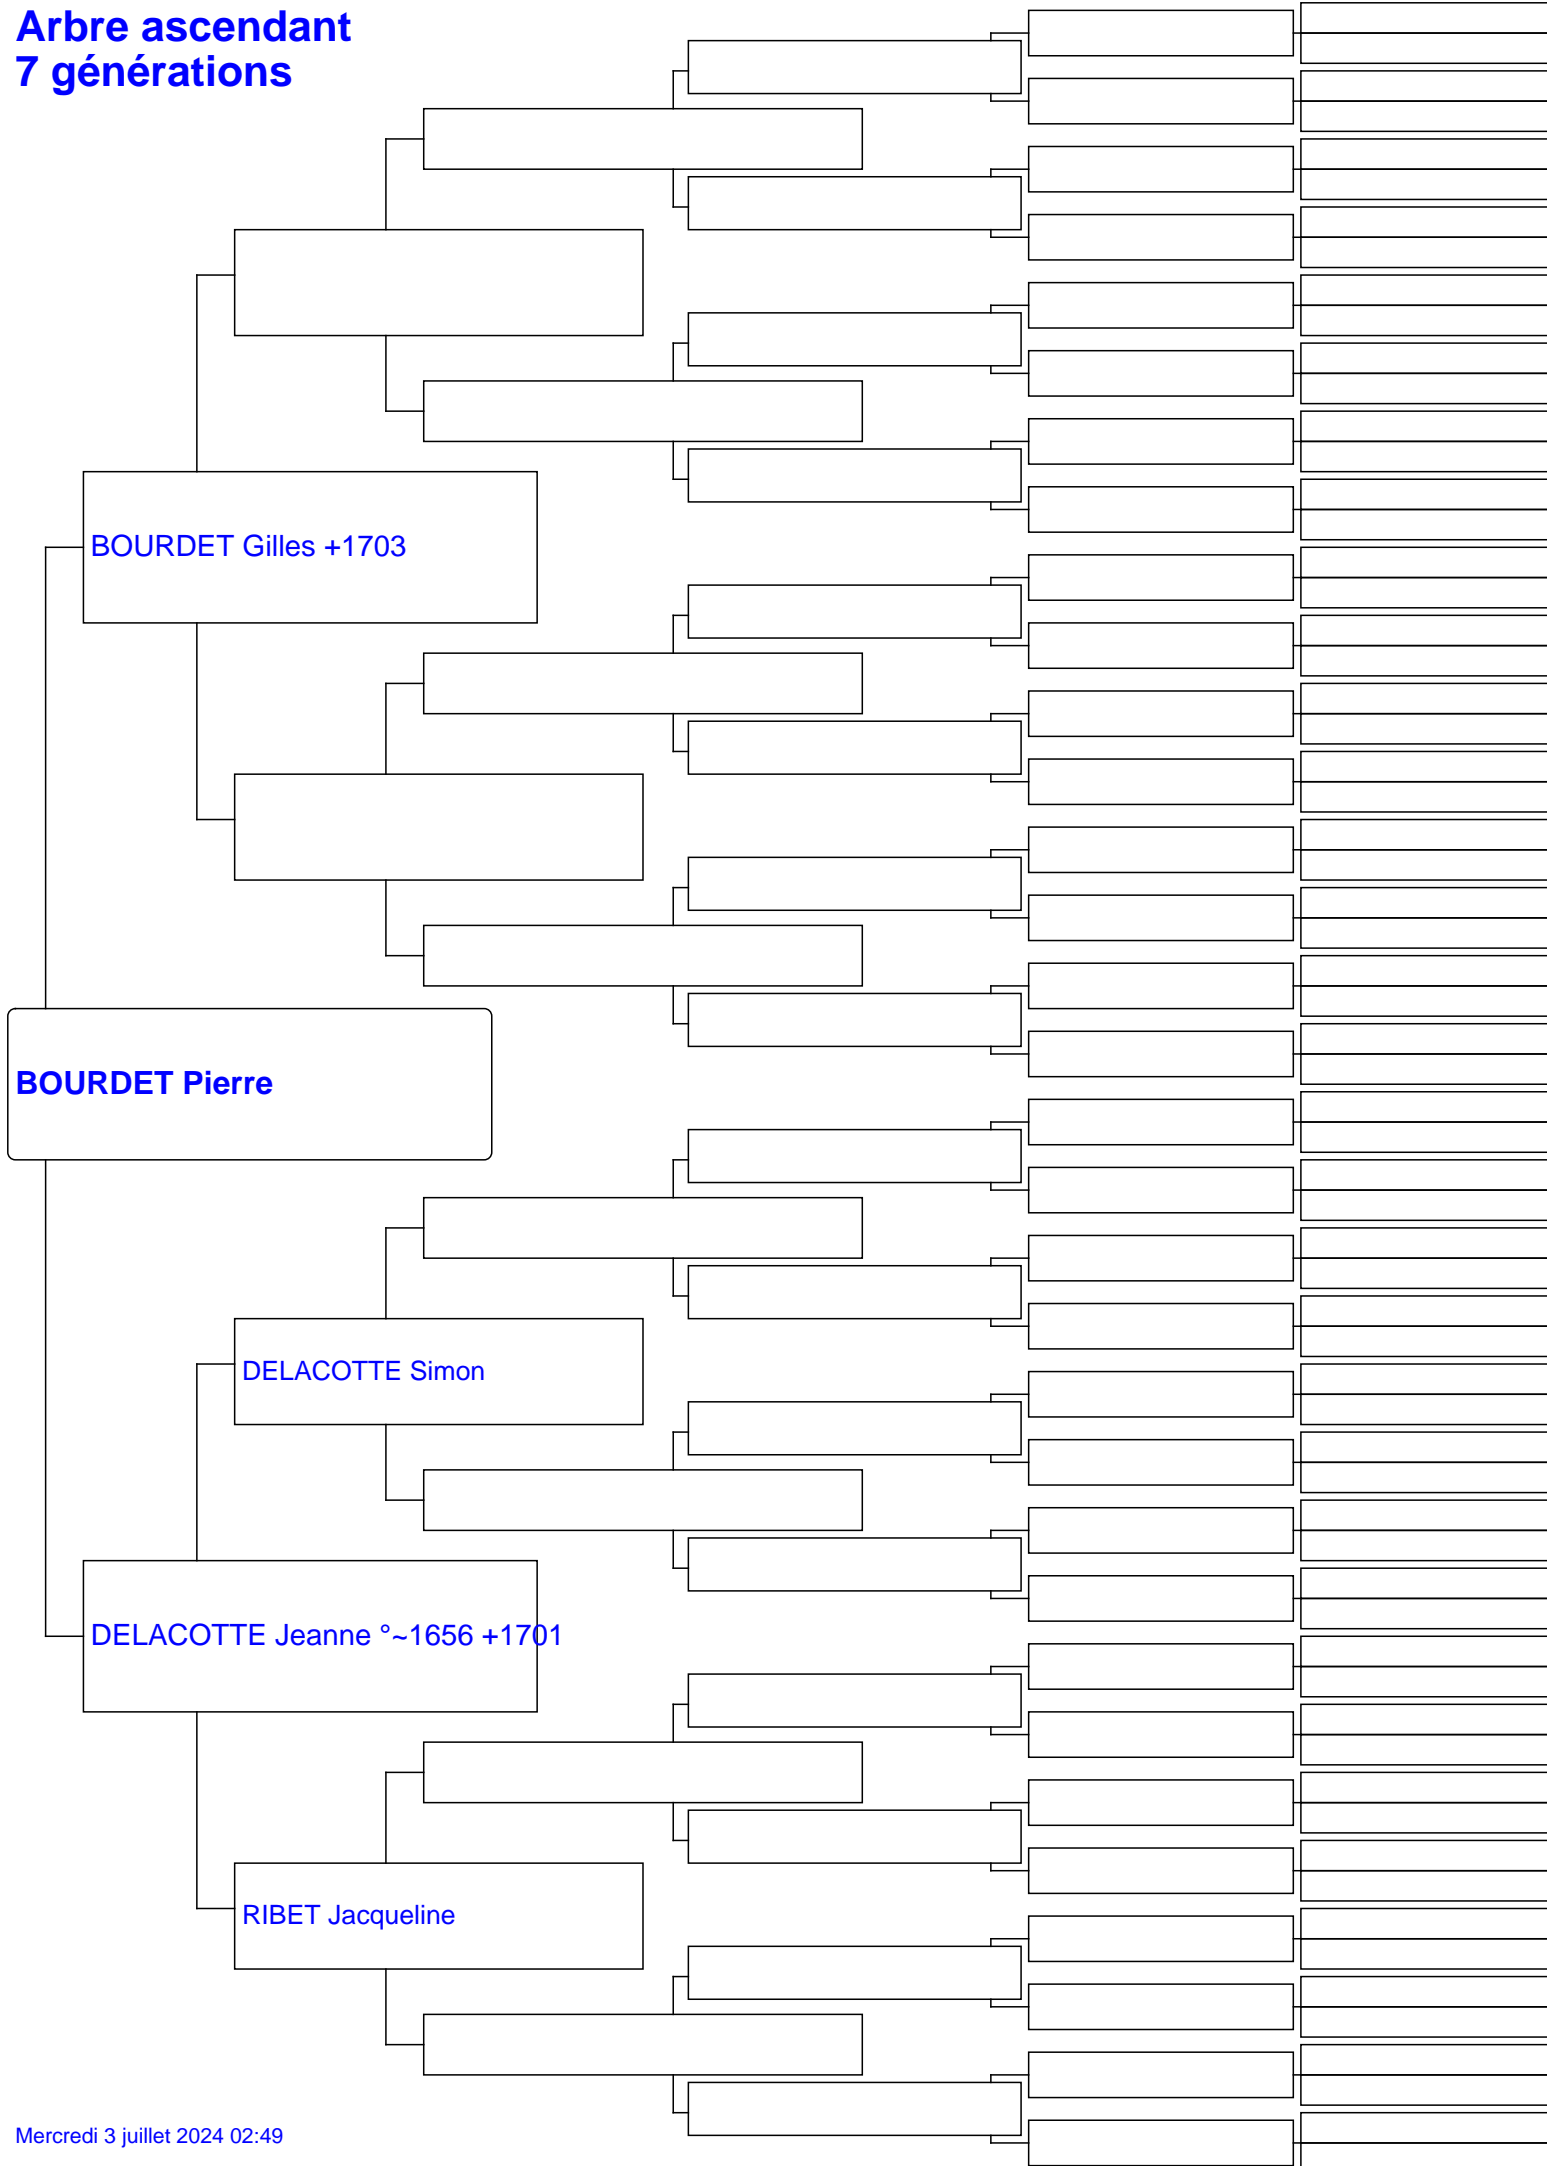 Arbre ascendant
7 générations
BOURDET Gilles +1703
BOURDET Pierre
DELACOTTE Simon
DELACOTTE Jeanne °~1656 +1701
RIBET Jacqueline
Mercredi 3 juillet 2024 02:49